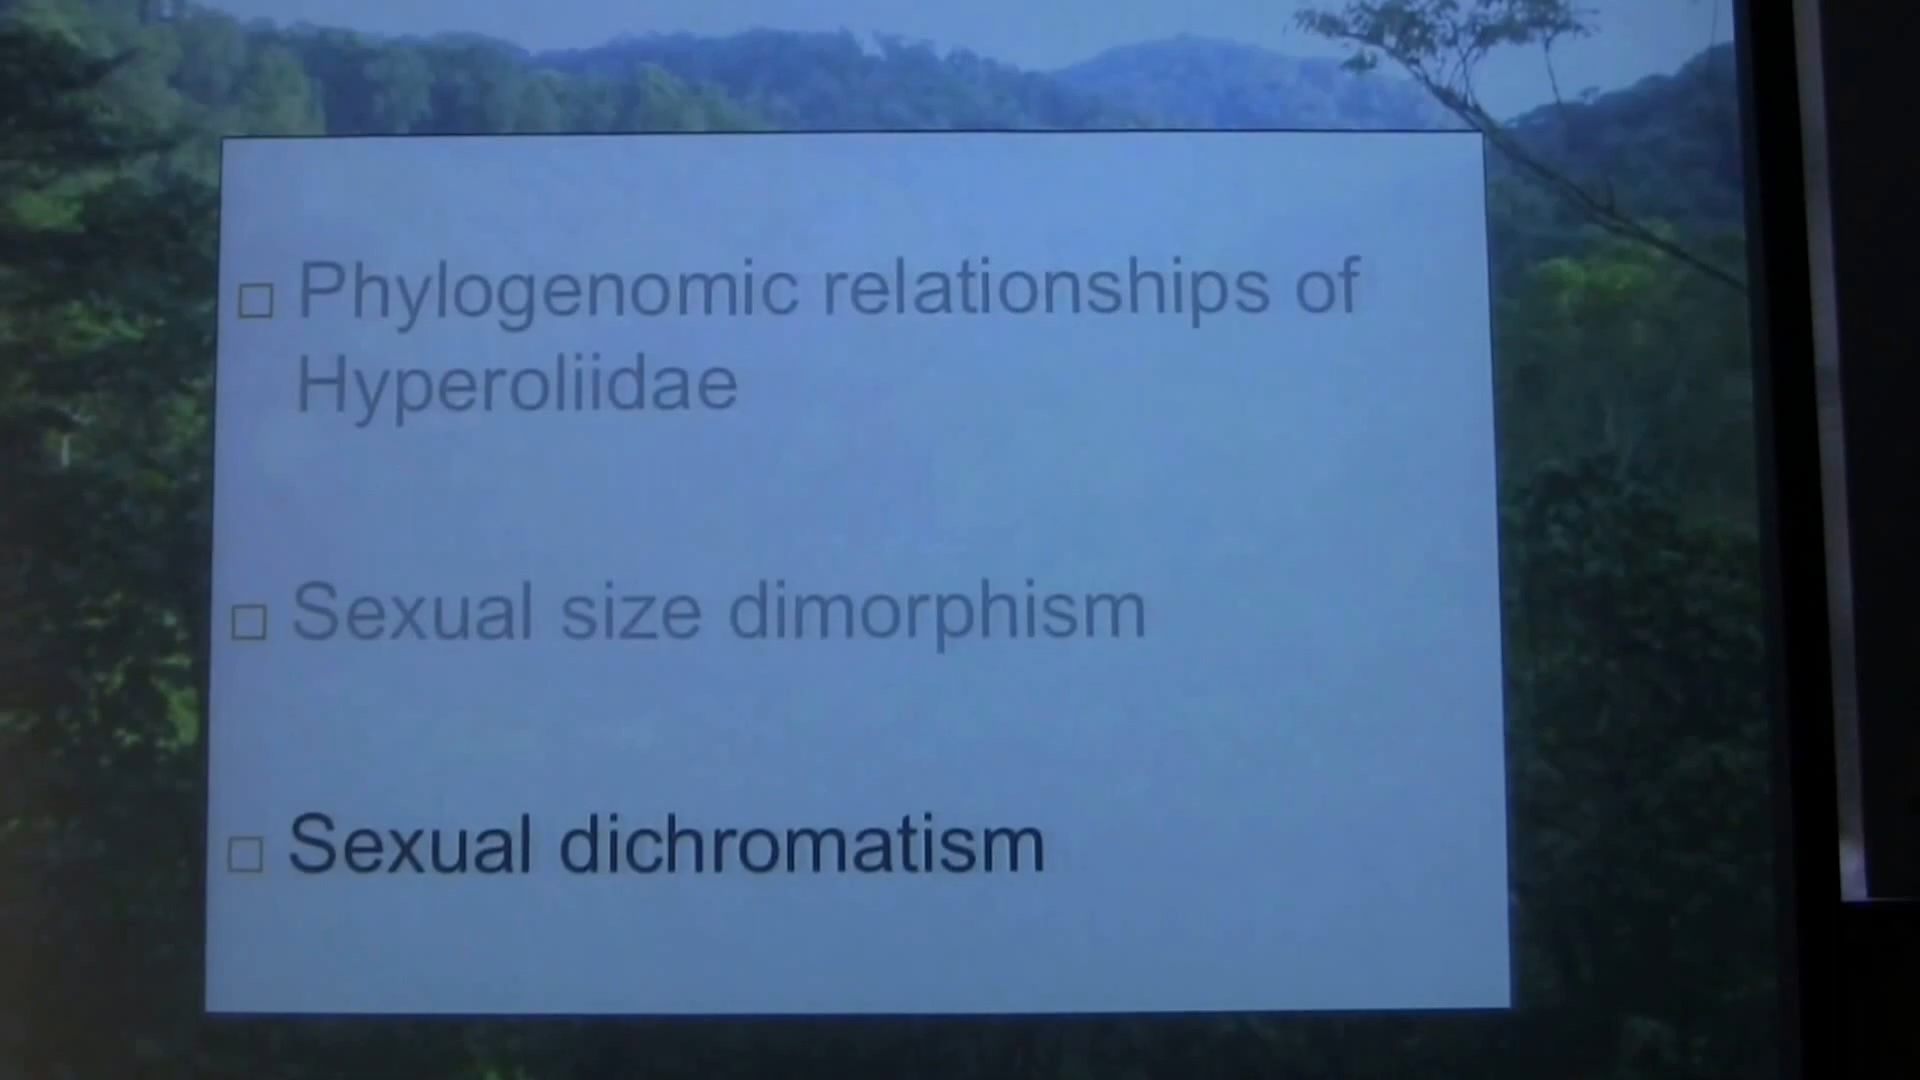 Phylogenomic relationships of
Hyperoliidae
Sexual size dimorphism
Sexual dichromatism